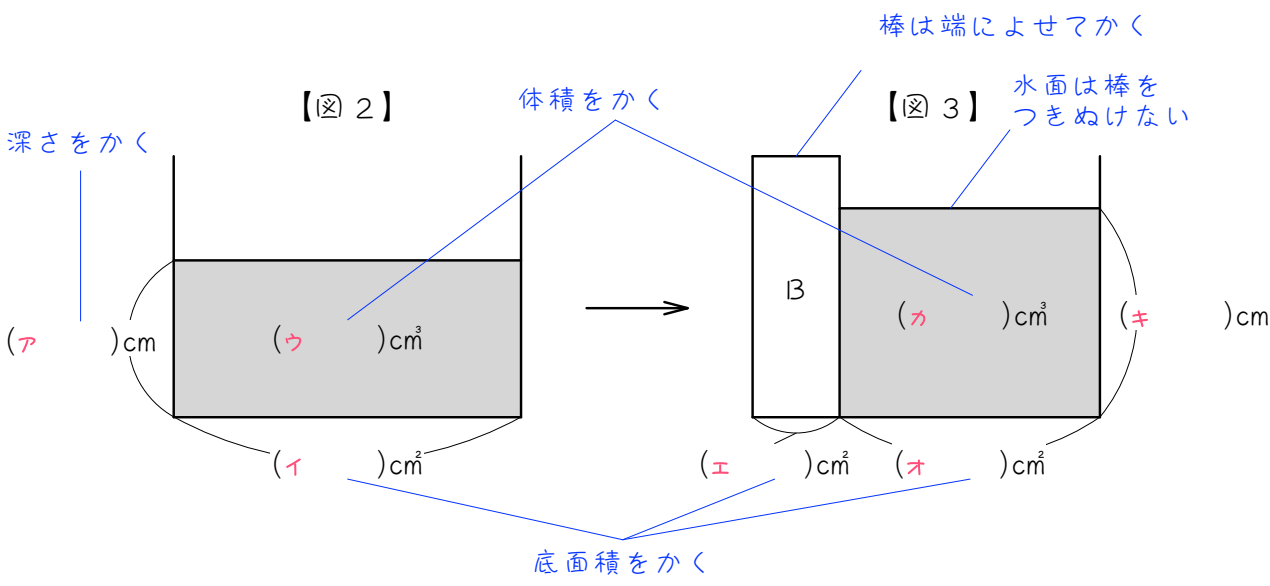 棒は端によせてかく
【図2】
体積をかく
【図3】
水面は棒を
つきぬけない
深さをかく
B
(ア )cm
(ウ )cm³
(カ )cm³
(キ )cm
(イ )cm²
(エ )cm²
(オ )cm²
底面積をかく